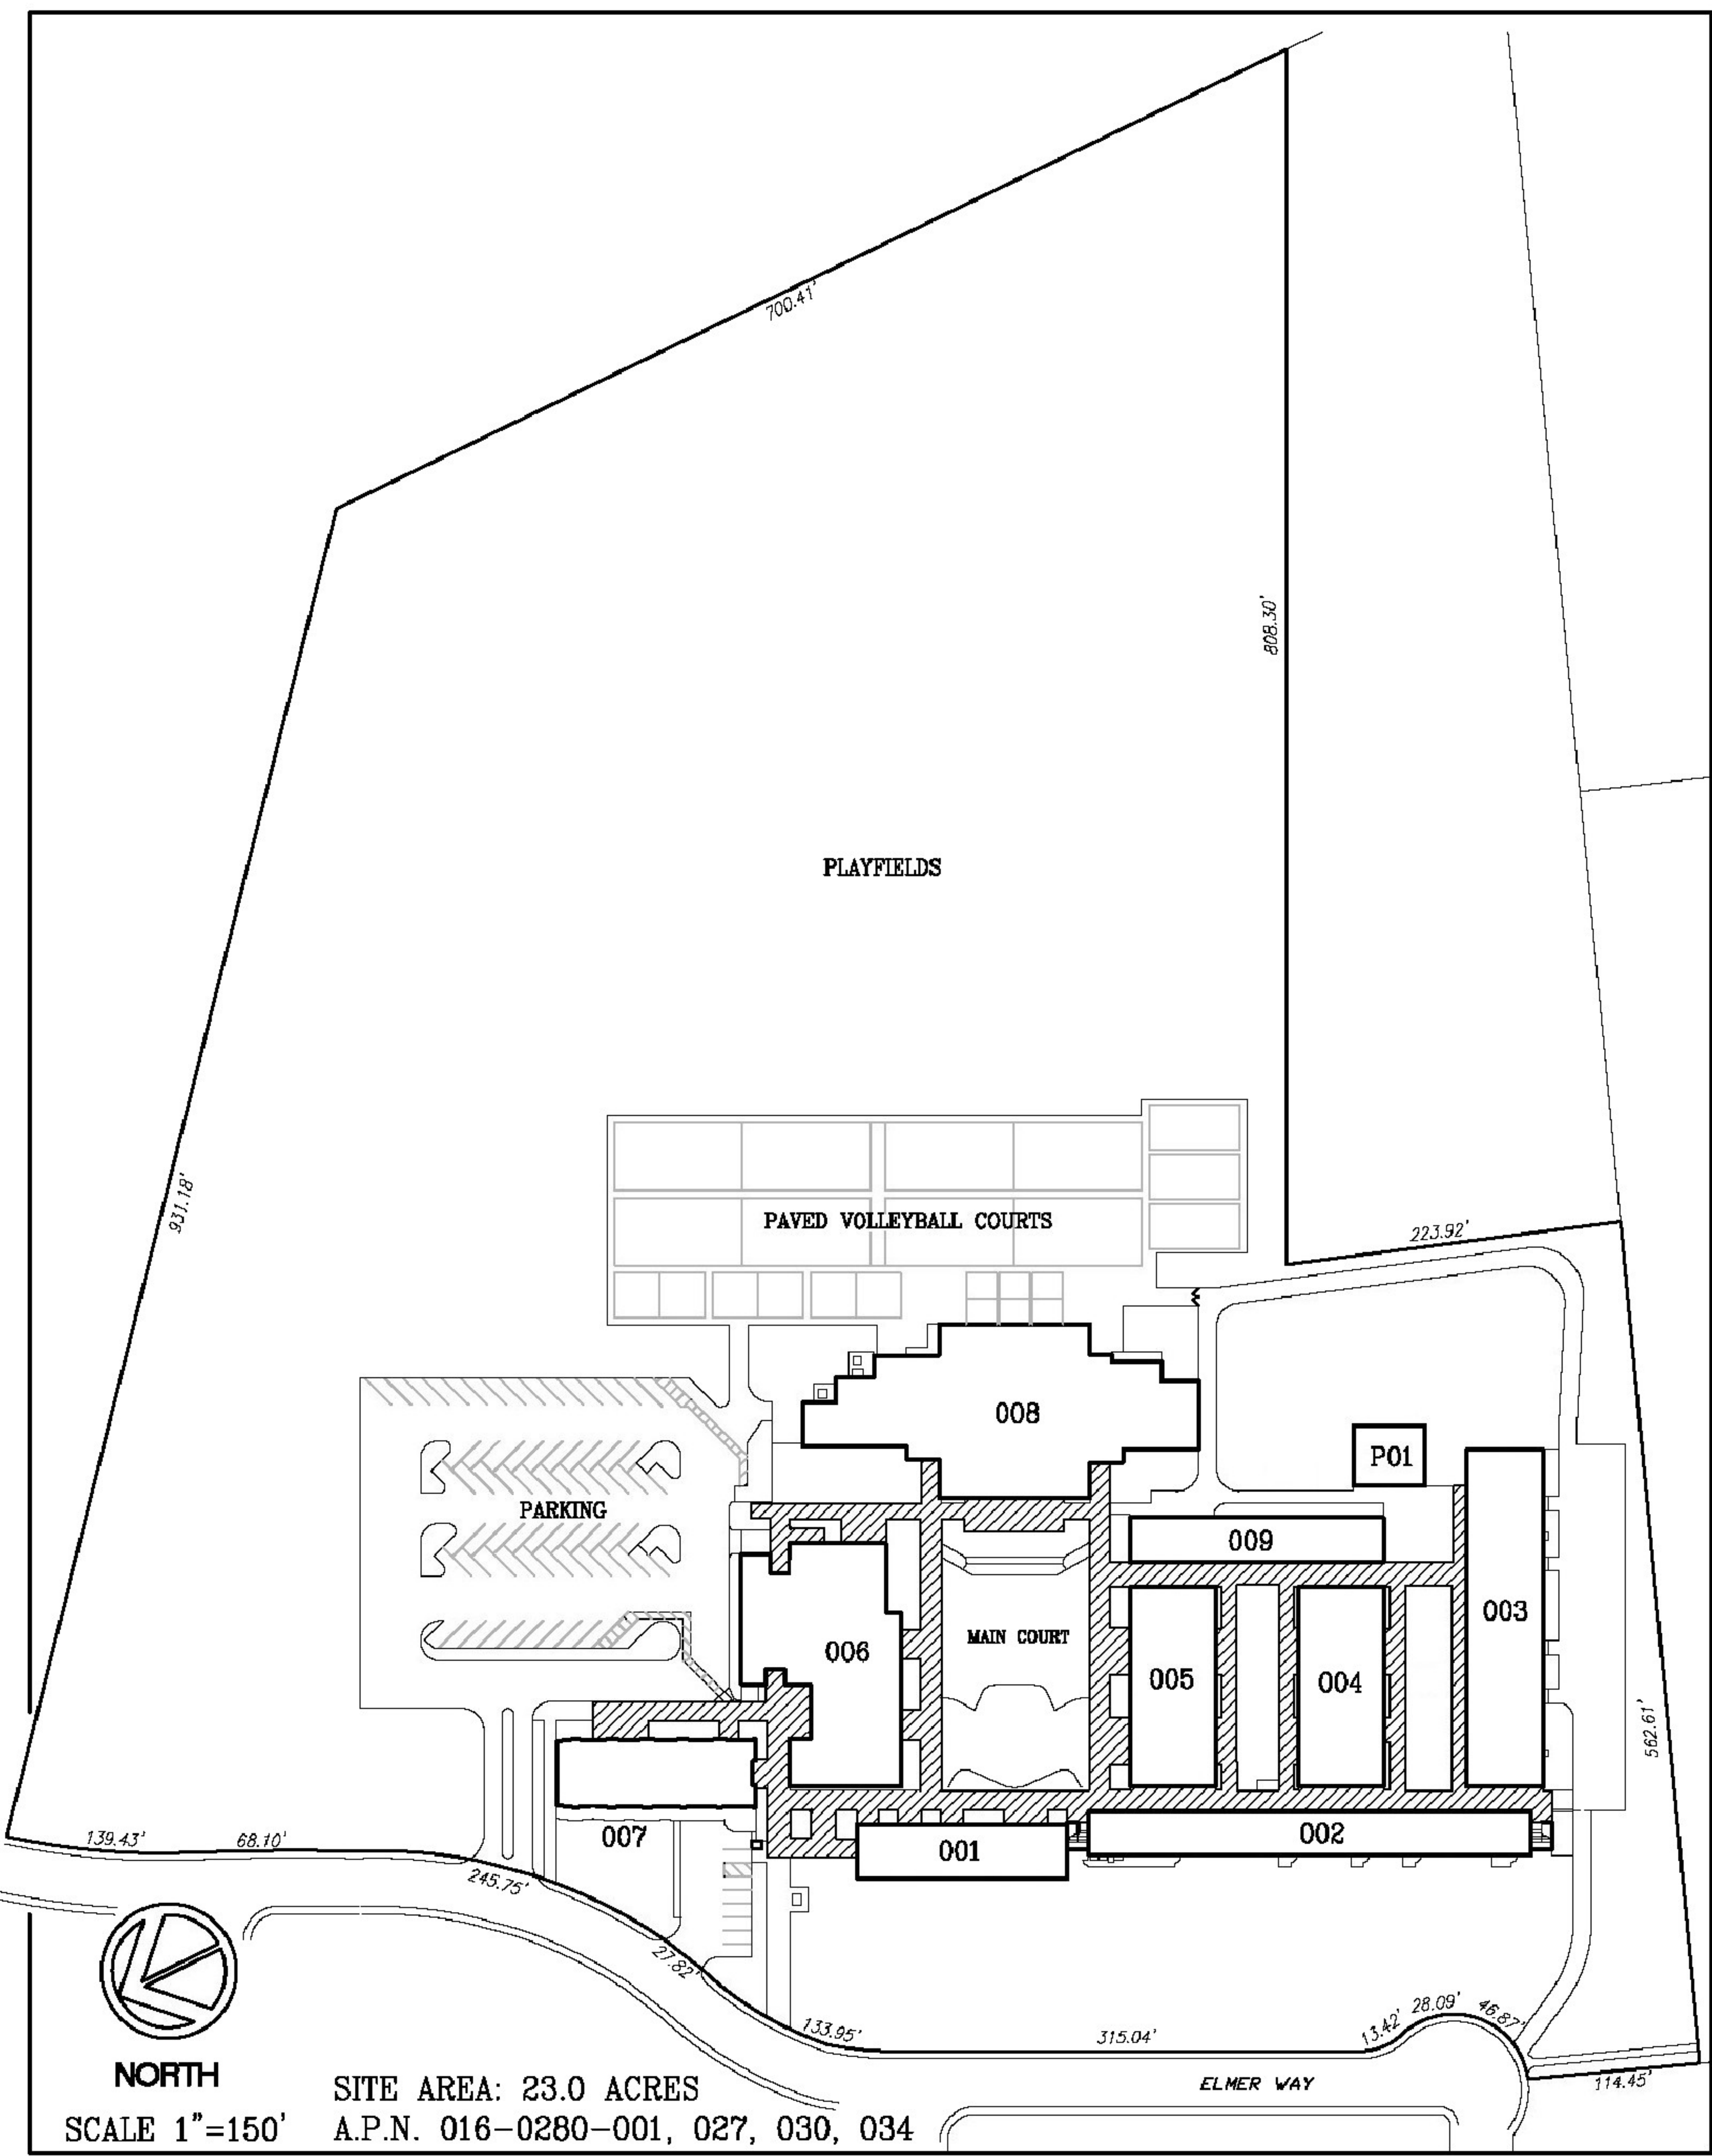 700.41'
808.30'
PLAYFIELDS
931.18'
PAVED VOLLEYBALL COURTS
223.92'
008
P01
PARKING
009
003
MAIN COURT
006
005
004
562.61'
139.43'
68.10'
007
002
001
245.75'
27.82'
133.95'
315.04'
13.42'
28.09'
46.87'
NORTH
ELMER WAY
114.45'
SITE AREA: 23.0 ACRES
SCALE 1"=150'
A.P.N. 016-0280-001, 027, 030, 034